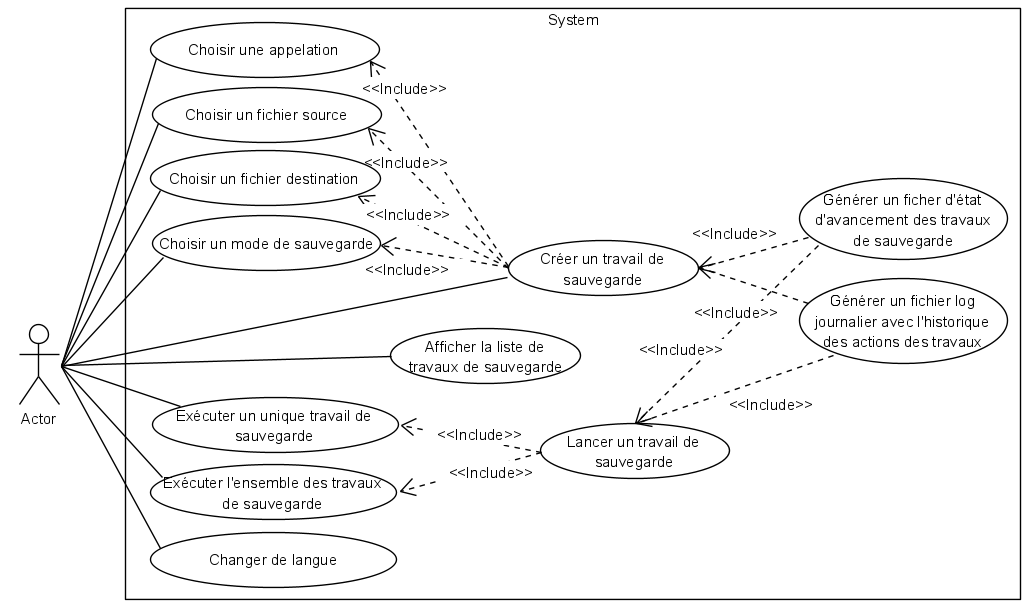 System
Choisir une appelation
<<Include>>
Choisir un fichier source
<<Include>>
Choisir un fichier destination
<<Include>>
Choisir un mode de sauvegarde
<<Include>>
Créer un travail de
sauvegarde
<<Include>>
Générer un ficher d'état
d'avancement des travaux
de sauvegarde
<<Include>>
Générer un fichier log
journalier avec l'historique
des actions des travaux
<<Include>>
<<Include>>
Afficher la liste de
travaux de sauvegarde
Actor
Exécuter un unique travail de
sauvegarde
<<Include>>
Lancer un travail de
sauvegarde
<<Include>>
Exécuter l'ensemble des travaux
de sauvegarde
Changer de langue